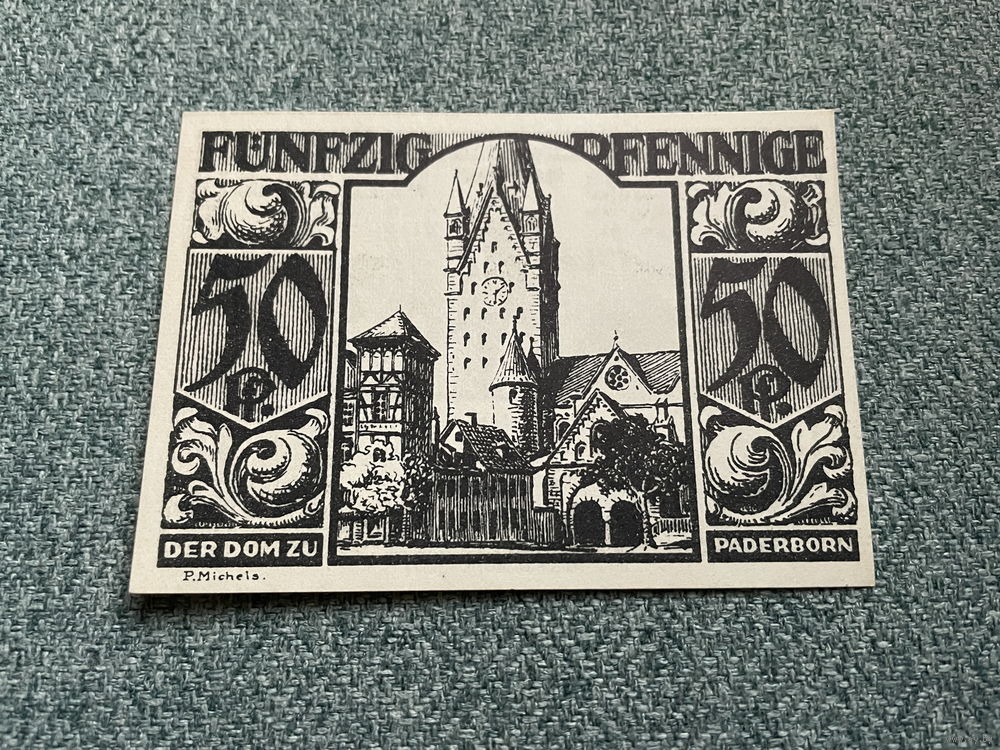 FÜNFZIG PFENNIGE
50 50
Pf. Pf.
DER DOM ZU PADERBORN
P.Michels.